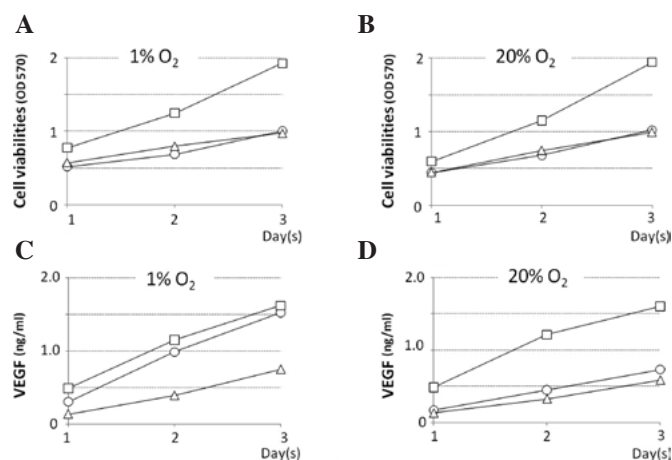 A
1% O2
Cell viabilities (OD570)
2
1
0
1 2 3
Day(s)
B
20% O2
Cell viabilities (OD570)
2
1
0
1 2 3
Day(s)
C
1% O2
VEGF (ng/ml)
2.0
1.0
0.0
1 2 3
Day(s)
D
20% O2
VEGF (ng/ml)
2.0
1.0
0.0
1 2 3
Day(s)